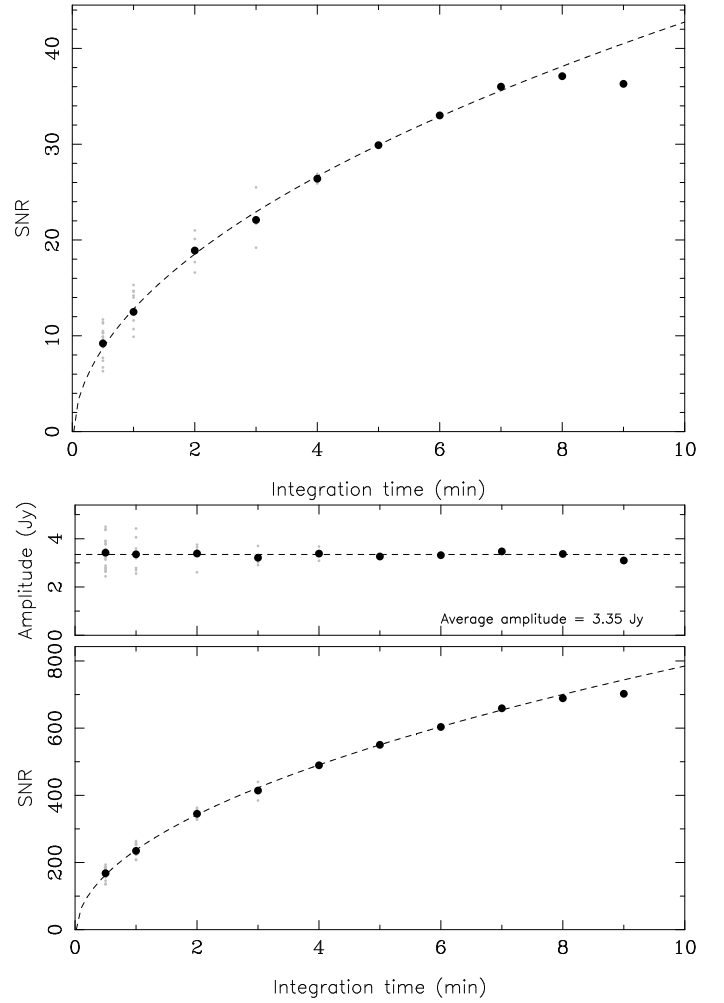 40
30
20
10
0
SNR
0 2 4 6 8 10
Integration time (min)
4
2
0
Amplitude (Jy)
Average amplitude = 3.35 Jy
8000
600
400
200
0
SNR
0 2 4 6 8 10
Integration time (min)